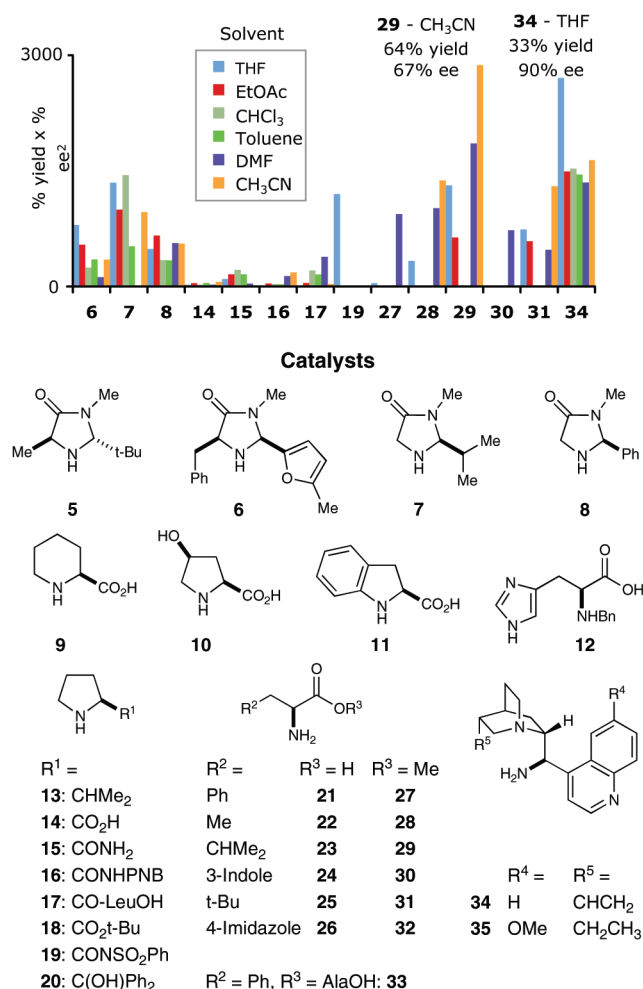 29 - CH₃CN 34 - THF
64% yield 33% yield
67% ee 90% ee
3000
Solvent
THF
EtOAc
CHCl₃
Toluene
DMF
CH₃CN
% yield x %
ee²
0
6 7 8 14 15 16 17 19 27 28 29 30 31 34
Catalysts
O Me N N H Me t-Bu
5
O Me N N H Ph O Me
6
O Me N N H Me Me
7
O Me N N H Ph
8
N H CO₂H
9
HO N H CO₂H
10
N H CO₂H
11
N N H O OH HNBn
12
N H R¹
R² O OR³ NH₂
R⁴ N H R⁵ H₂N N
R¹ = R² = R³ = H R³ = Me
13: CHMe₂ Ph 21 27
14: CO₂H Me 22 28
15: CONH₂ CHMe₂ 23 29
16: CONHPNB 3-Indole 24 30 R⁴ = R⁵ =
17: CO-LeuOH t-Bu 25 31 34 H CHCH₂
18: CO₂t-Bu 4-Imidazole 26 32 35 OMe CH₂CH₃
19: CONSO₂Ph
20: C(OH)Ph₂ R² = Ph, R³ = AlaOH: 33